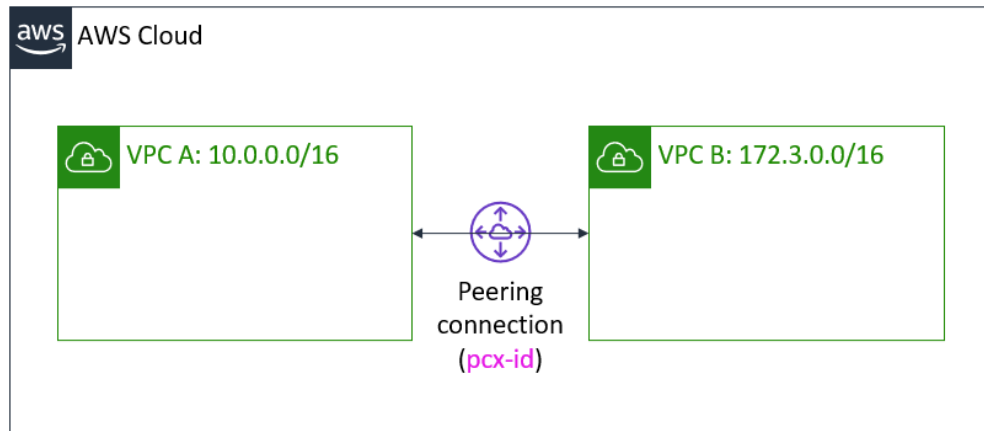 aws
AWS Cloud
VPC A: 10.0.0.0/16
VPC B: 172.3.0.0/16
Peering
connection
(pcx-id)